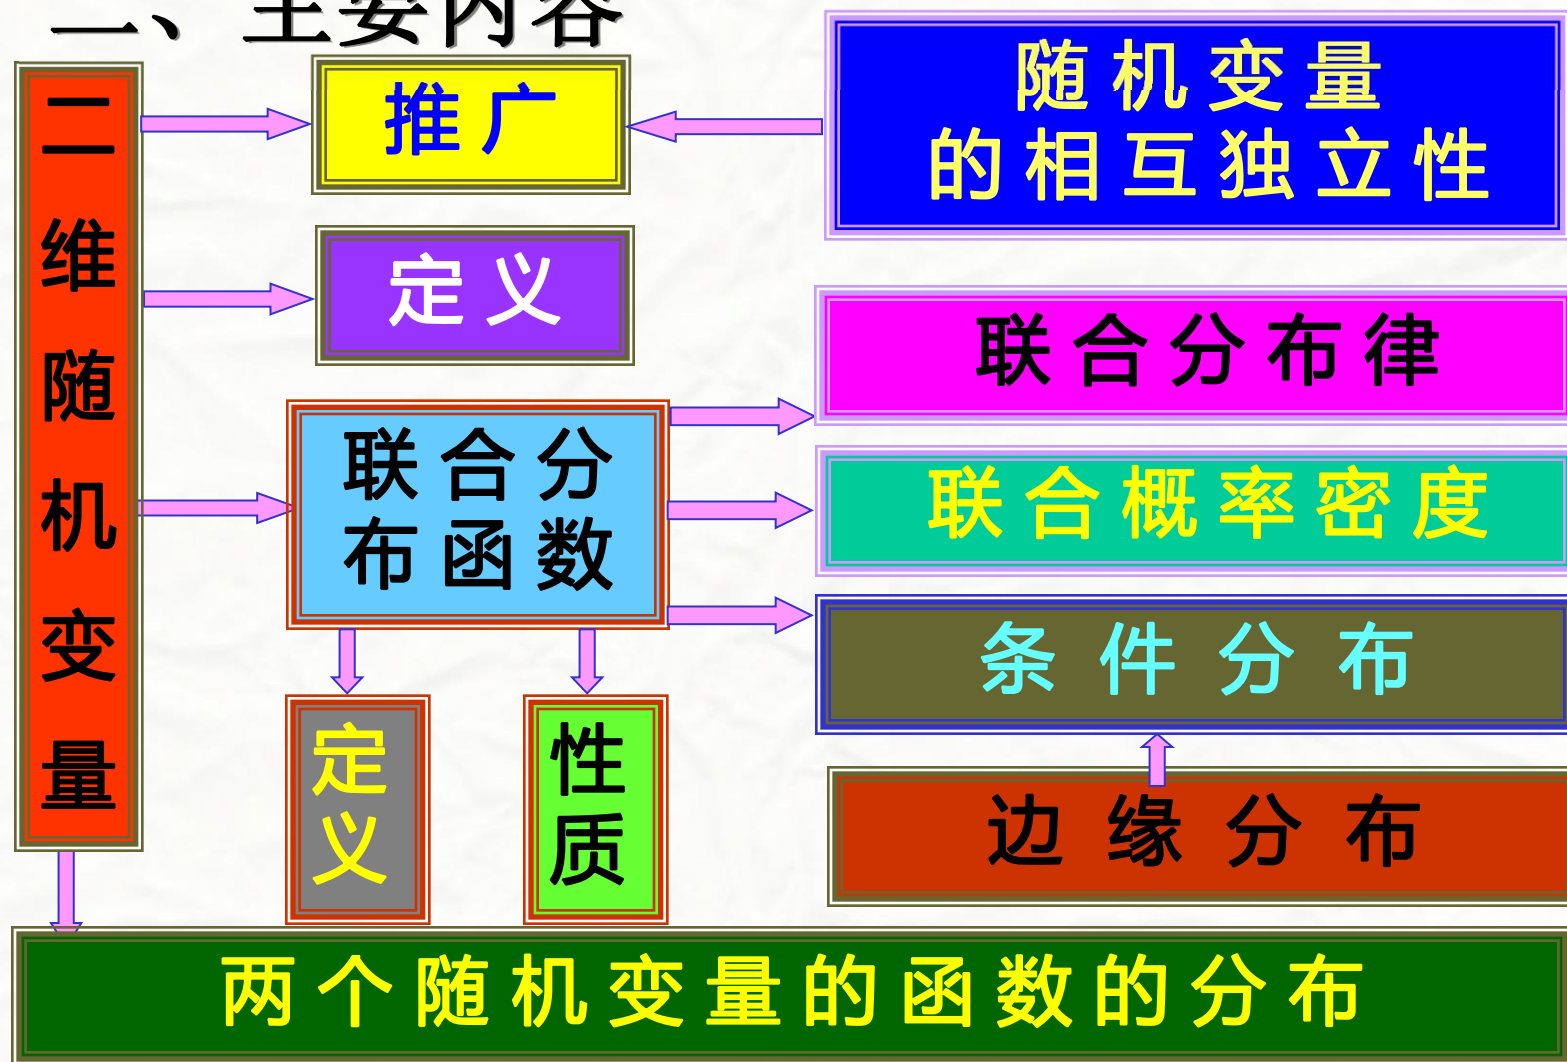 二、主要内容
二维随机变量
推广
随机变量
的相互独立性
定义
联合分布律
联合分
布函数
联合概率密度
条件分布
定义
性质
边缘分布
两个随机变量的函数的分布